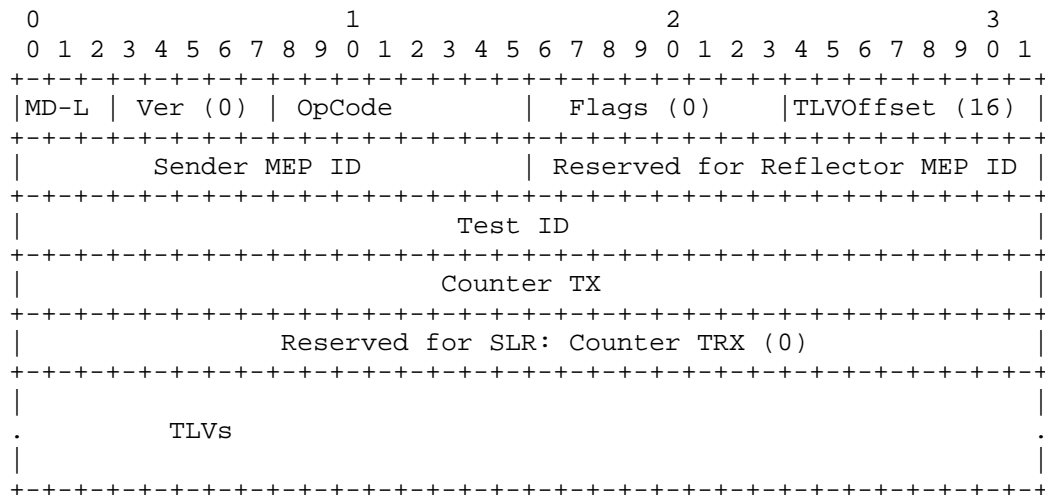 0                   1                   2                   3
 0 1 2 3 4 5 6 7 8 9 0 1 2 3 4 5 6 7 8 9 0 1 2 3 4 5 6 7 8 9 0 1
+-+-+-+-+-+-+-+-+-+-+-+-+-+-+-+-+-+-+-+-+-+-+-+-+-+-+-+-+-+-+-+-+
|MD-L | Ver (0) | OpCode        |  Flags (0)    |TLVOffset (16) |
+-+-+-+-+-+-+-+-+-+-+-+-+-+-+-+-+-+-+-+-+-+-+-+-+-+-+-+-+-+-+-+-+
|        Sender MEP ID          | Reserved for Reflector MEP ID |
+-+-+-+-+-+-+-+-+-+-+-+-+-+-+-+-+-+-+-+-+-+-+-+-+-+-+-+-+-+-+-+-+
|                           Test ID                             |
+-+-+-+-+-+-+-+-+-+-+-+-+-+-+-+-+-+-+-+-+-+-+-+-+-+-+-+-+-+-+-+-+
|                          Counter TX                           |
+-+-+-+-+-+-+-+-+-+-+-+-+-+-+-+-+-+-+-+-+-+-+-+-+-+-+-+-+-+-+-+-+
|                Reserved for SLR: Counter TRX (0)              |
+-+-+-+-+-+-+-+-+-+-+-+-+-+-+-+-+-+-+-+-+-+-+-+-+-+-+-+-+-+-+-+-+
|                                                               |
.         TLVs                                                  .
|                                                               |
+-+-+-+-+-+-+-+-+-+-+-+-+-+-+-+-+-+-+-+-+-+-+-+-+-+-+-+-+-+-+-+-+